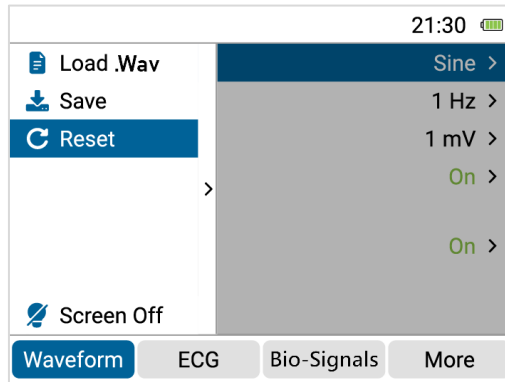 21:30
Load .Wav
Sine >
Save
1 Hz >
Reset
1 mV >
On >
>
On >
Screen Off
Waveform ECG Bio-Signals More